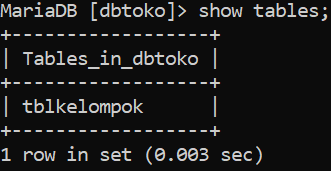 MariaDB [dbtoko]> show tables;
+------------------+
| Tables_in_dbtoko |
+------------------+
| tblkelompok      |
+------------------+
1 row in set (0.003 sec)